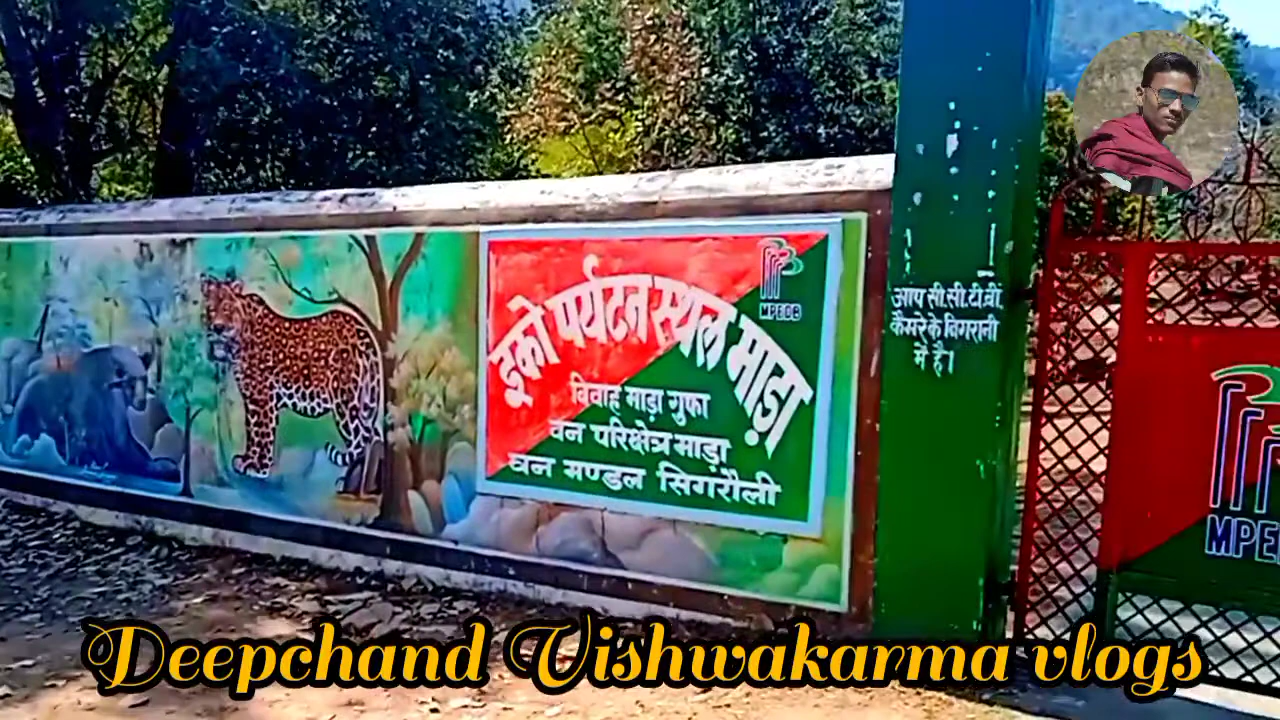 इको पर्यटन स्थल माड़ा
MPEDB
विवाह माड़ा गुफा
वन परिक्षेत्र माड़ा
वन मण्डल सिगरौली
आप सी.सी.टी.वी.
कैमरे के निगरानी
में है।
MPE
Deepchand Vishwakarma vlogs